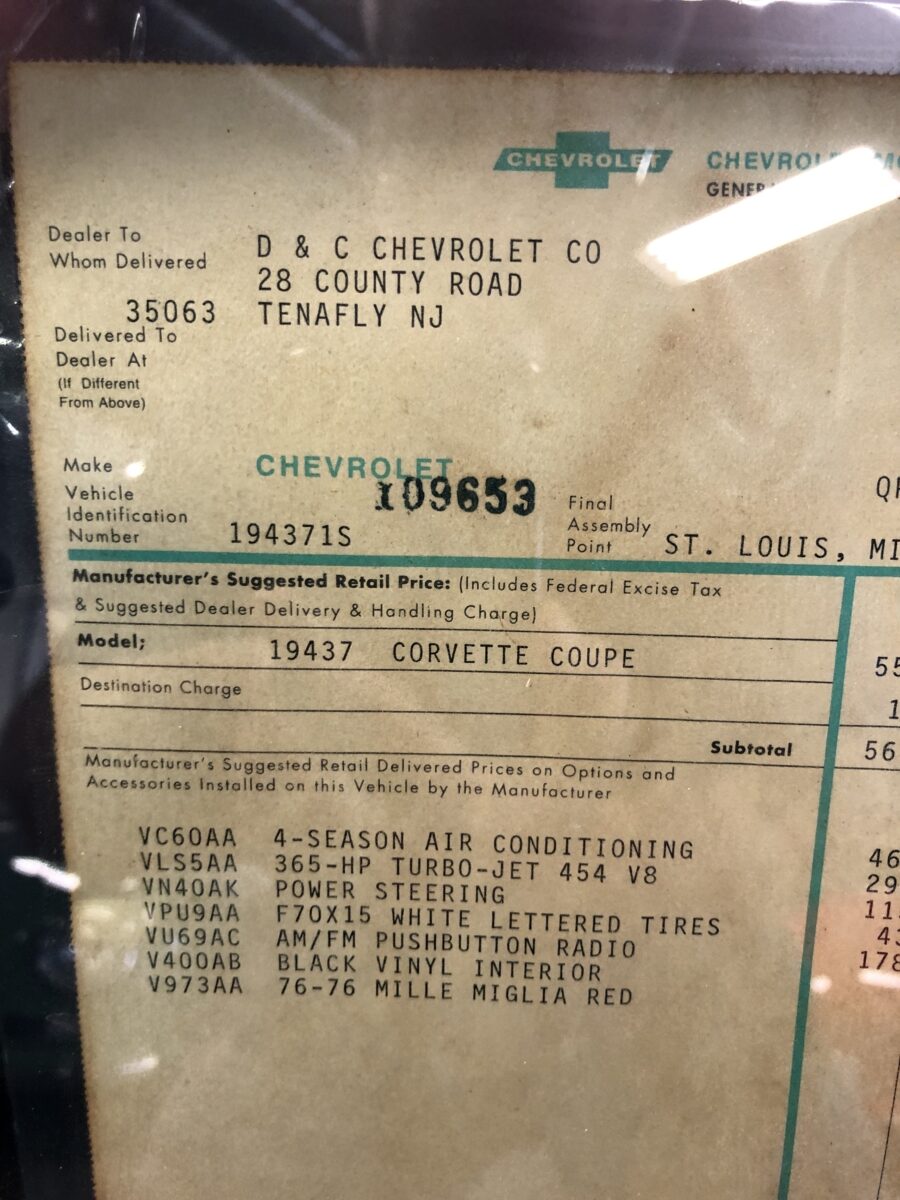 CHEVROLET
CHEVROLET
Dealer To
Whom Delivered
D & C CHEVROLET CO
28 COUNTY ROAD
35063 TENAFLY NJ
Delivered To
Dealer At
(If Different
From Above)
Make CHEVROLET
Vehicle
Identification
Number 194371S 109653
Final
Assembly
Point ST. LOUIS, MI
Manufacturer's Suggested Retail Price: (Includes Federal Excise Tax
& Suggested Dealer Delivery & Handling Charge)
Model; 19437 CORVETTE COUPE 55
Destination Charge 1
Subtotal 56
Manufacturer's Suggested Retail Delivered Prices on Options and
Accessories Installed on this Vehicle by the Manufacturer
VC60AA 4-SEASON AIR CONDITIONING 46
VLS5AA 365-HP TURBO-JET 454 V8 29
VN40AK POWER STEERING 11
VPU9AA F70X15 WHITE LETTERED TIRES 43
VU69AC AM/FM PUSHBUTTON RADIO 178
V400AB BLACK VINYL INTERIOR
V973AA 76-76 MILLE MIGLIA RED